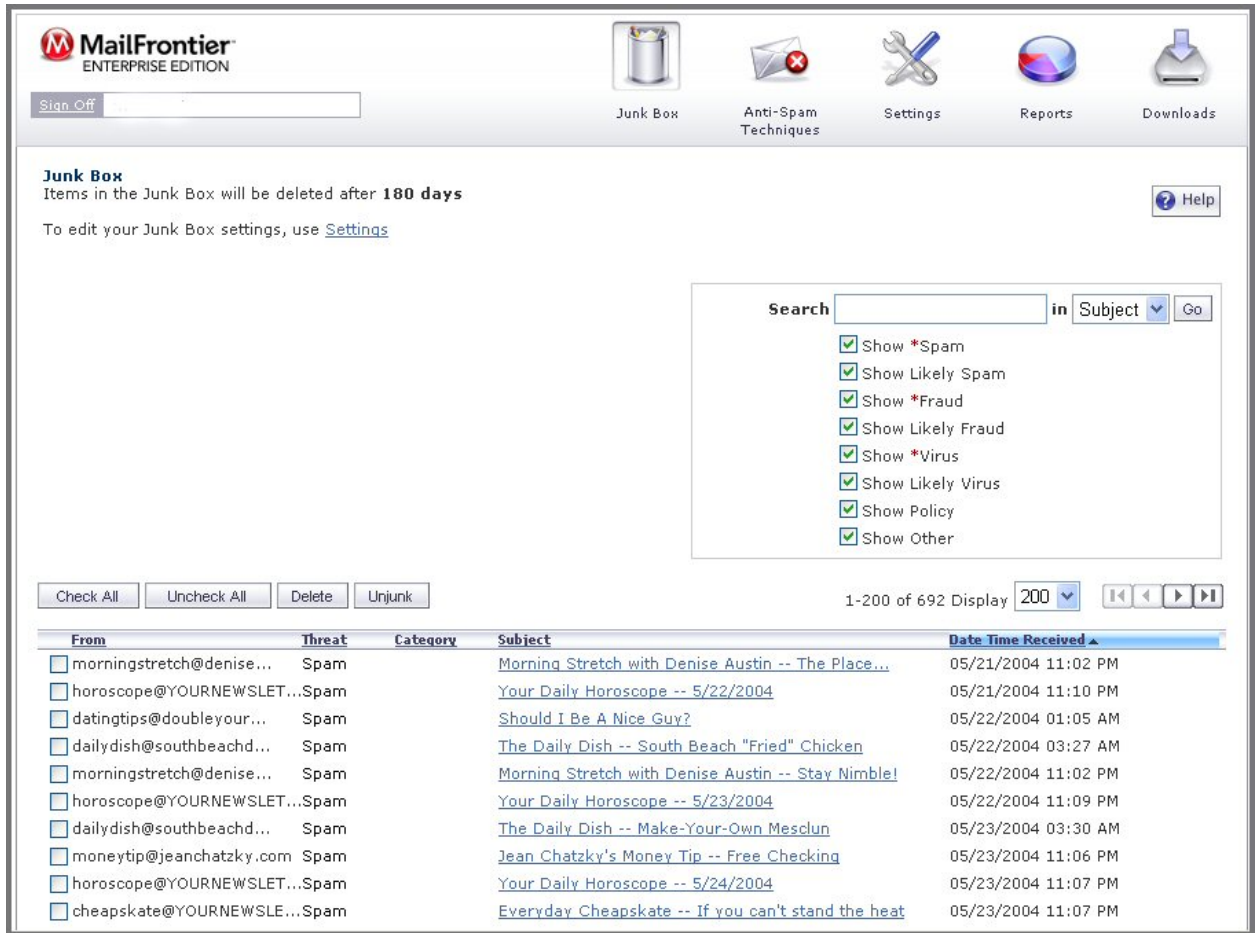 MailFrontier
ENTERPRISE EDITION
Sign Off
Junk Box
Anti-Spam
Techniques
Settings
Reports
Downloads
Junk Box
Items in the Junk Box will be deleted after 180 days
To edit your Junk Box settings, use Settings
Help
Search in Subject Go
Show *Spam
Show Likely Spam
Show *Fraud
Show Likely Fraud
Show *Virus
Show Likely Virus
Show Policy
Show Other
Check All Uncheck All Delete Unjunk 1-200 of 692 Display 200
From Threat Category Subject Date Time Received
morningstretch@denise... Spam Morning Stretch with Denise Austin -- The Place... 05/21/2004 11:02 PM
horoscope@YOURNEWSLET... Spam Your Daily Horoscope -- 5/22/2004 05/21/2004 11:10 PM
datingtips@doubleyour... Spam Should I Be A Nice Guy? 05/22/2004 01:05 AM
dailydish@southbeachd... Spam The Daily Dish -- South Beach "Fried" Chicken 05/22/2004 03:27 AM
morningstretch@denise... Spam Morning Stretch with Denise Austin -- Stay Nimble! 05/22/2004 11:02 PM
horoscope@YOURNEWSLET... Spam Your Daily Horoscope -- 5/23/2004 05/22/2004 11:09 PM
dailydish@southbeachd... Spam The Daily Dish -- Make-Your-Own Mesclun 05/23/2004 03:30 AM
moneytip@jeanchatzky.com Spam Jean Chatzky's Money Tip -- Free Checking 05/23/2004 11:06 PM
horoscope@YOURNEWSLET... Spam Your Daily Horoscope -- 5/24/2004 05/23/2004 11:07 PM
cheapskate@YOURNEWSLE... Spam Everyday Cheapskate -- If you can't stand the heat 05/23/2004 11:07 PM